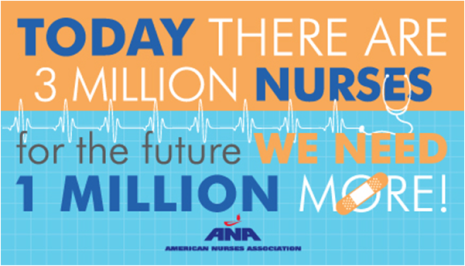 TODAY THERE ARE
3 MILLION NURSES
for the future WE NEED
1 MILLION MORE!
ANA
AMERICAN NURSES ASSOCIATION